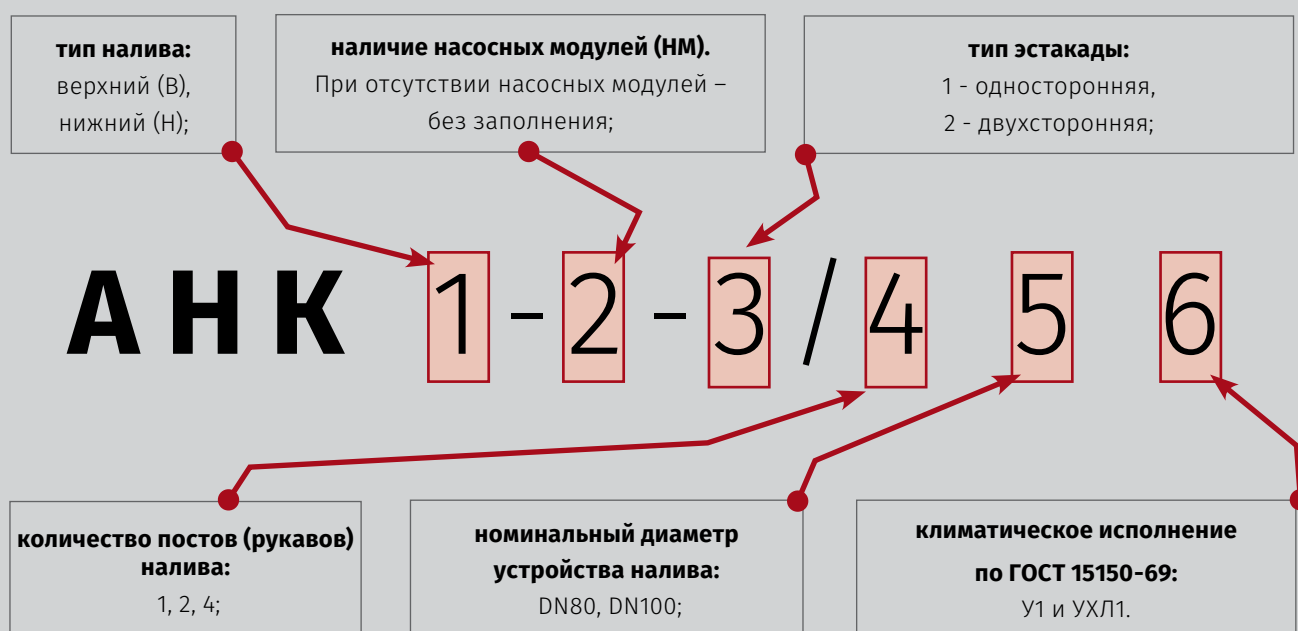 тип налива:
верхний (В),
нижний (Н);
наличие насосных модулей (НМ).
При отсутствии насосных модулей –
без заполнения;
тип эстакады:
1 - односторонняя,
2 - двухсторонняя;
АНК 1-2-3/4 5 6
количество постов (рукавов)
налива:
1, 2, 4;
номинальный диаметр
устройства налива:
DN80, DN100;
климатическое исполнение
по ГОСТ 15150-69:
У1 и УХЛ1.